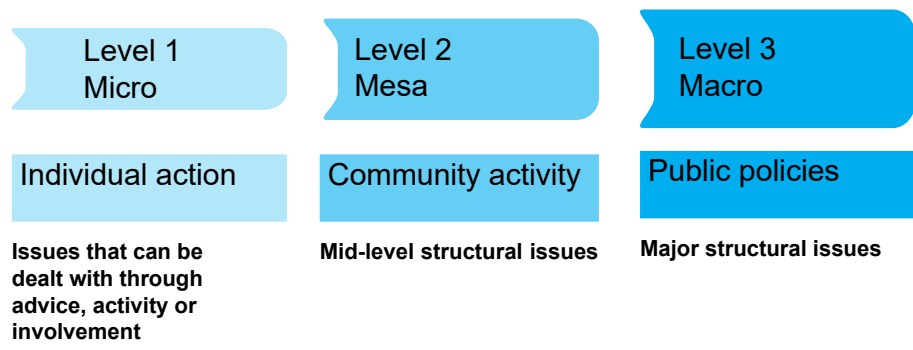 Level 1
Micro
Level 2
Mesa
Level 3
Macro
Individual action
Community activity
Public policies
Issues that can be
dealt with through
advice, activity or
involvement
Mid-level structural issues
Major structural issues